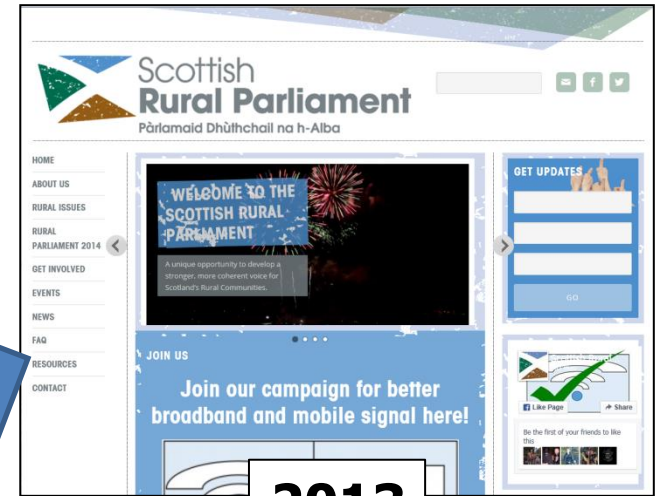 Scottish
Rural Parliament
Pàrlamaid Dhùthchail na h-Alba
HOME
ABOUT US
RURAL ISSUES
RURAL
PARLIAMENT 2014
GET INVOLVED
EVENTS
NEWS
FAQ
RESOURCES
CONTACT
WELCOME TO THE
SCOTTISH RURAL
PARLIAMENT
A unique opportunity to develop a
stronger, more coherent voice for
Scotland's Rural Communities.
JOIN US
Join our campaign for better
broadband and mobile signal here!
GET UPDATES
GO
Like Page
Share
Be the first of your friends to like
this
2013